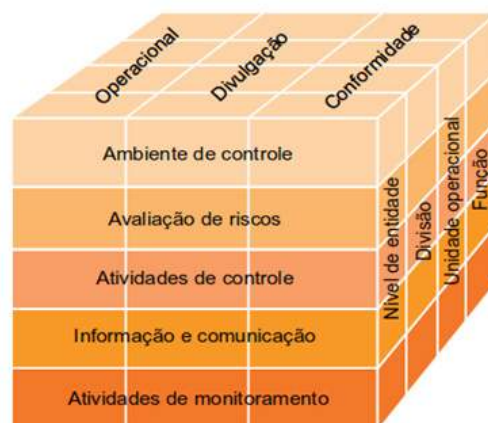 Operacional
Divulgação
Conformidade
Ambiente de controle
Avaliação de riscos
Atividades de controle
Informação e comunicação
Atividades de monitoramento
Nível de entidade
Divisão
Unidade operacional
Função